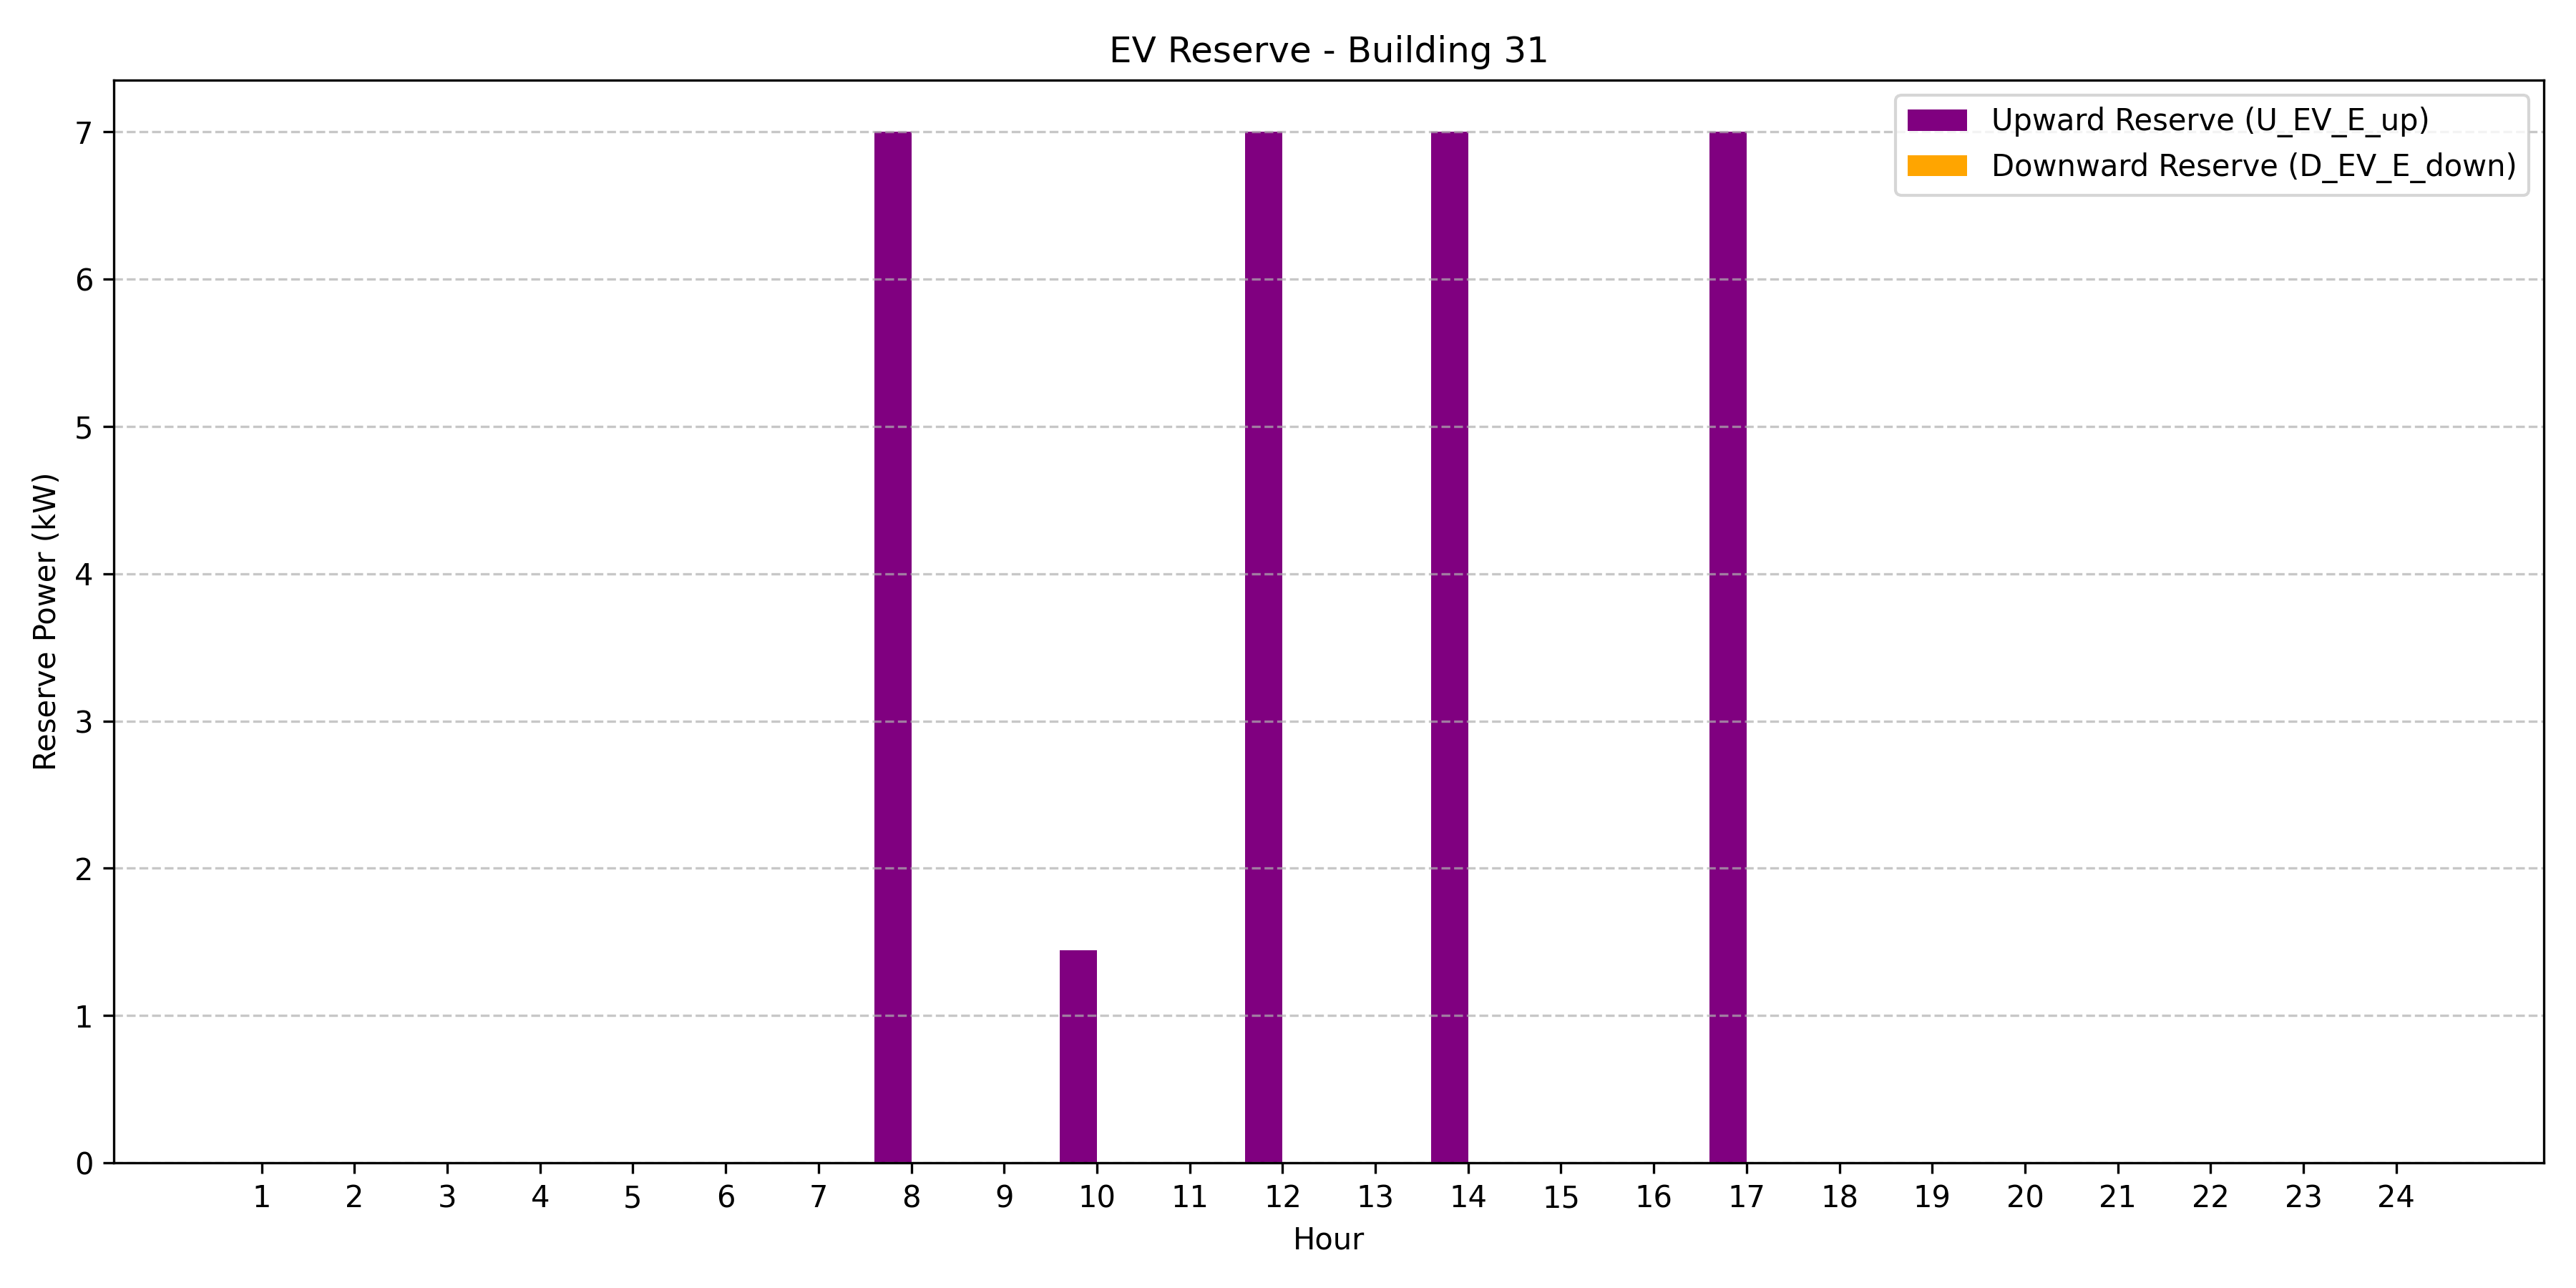 EV Reserve - Building 31
Upward Reserve (U_EV_E_up)
Downward Reserve (D_EV_E_down)
Reserve Power (kW)
7
6
5
4
3
2
1
0
1 2 3 4 5 6 7 8 9 10 11 12 13 14 15 16 17 18 19 20 21 22 23 24
Hour